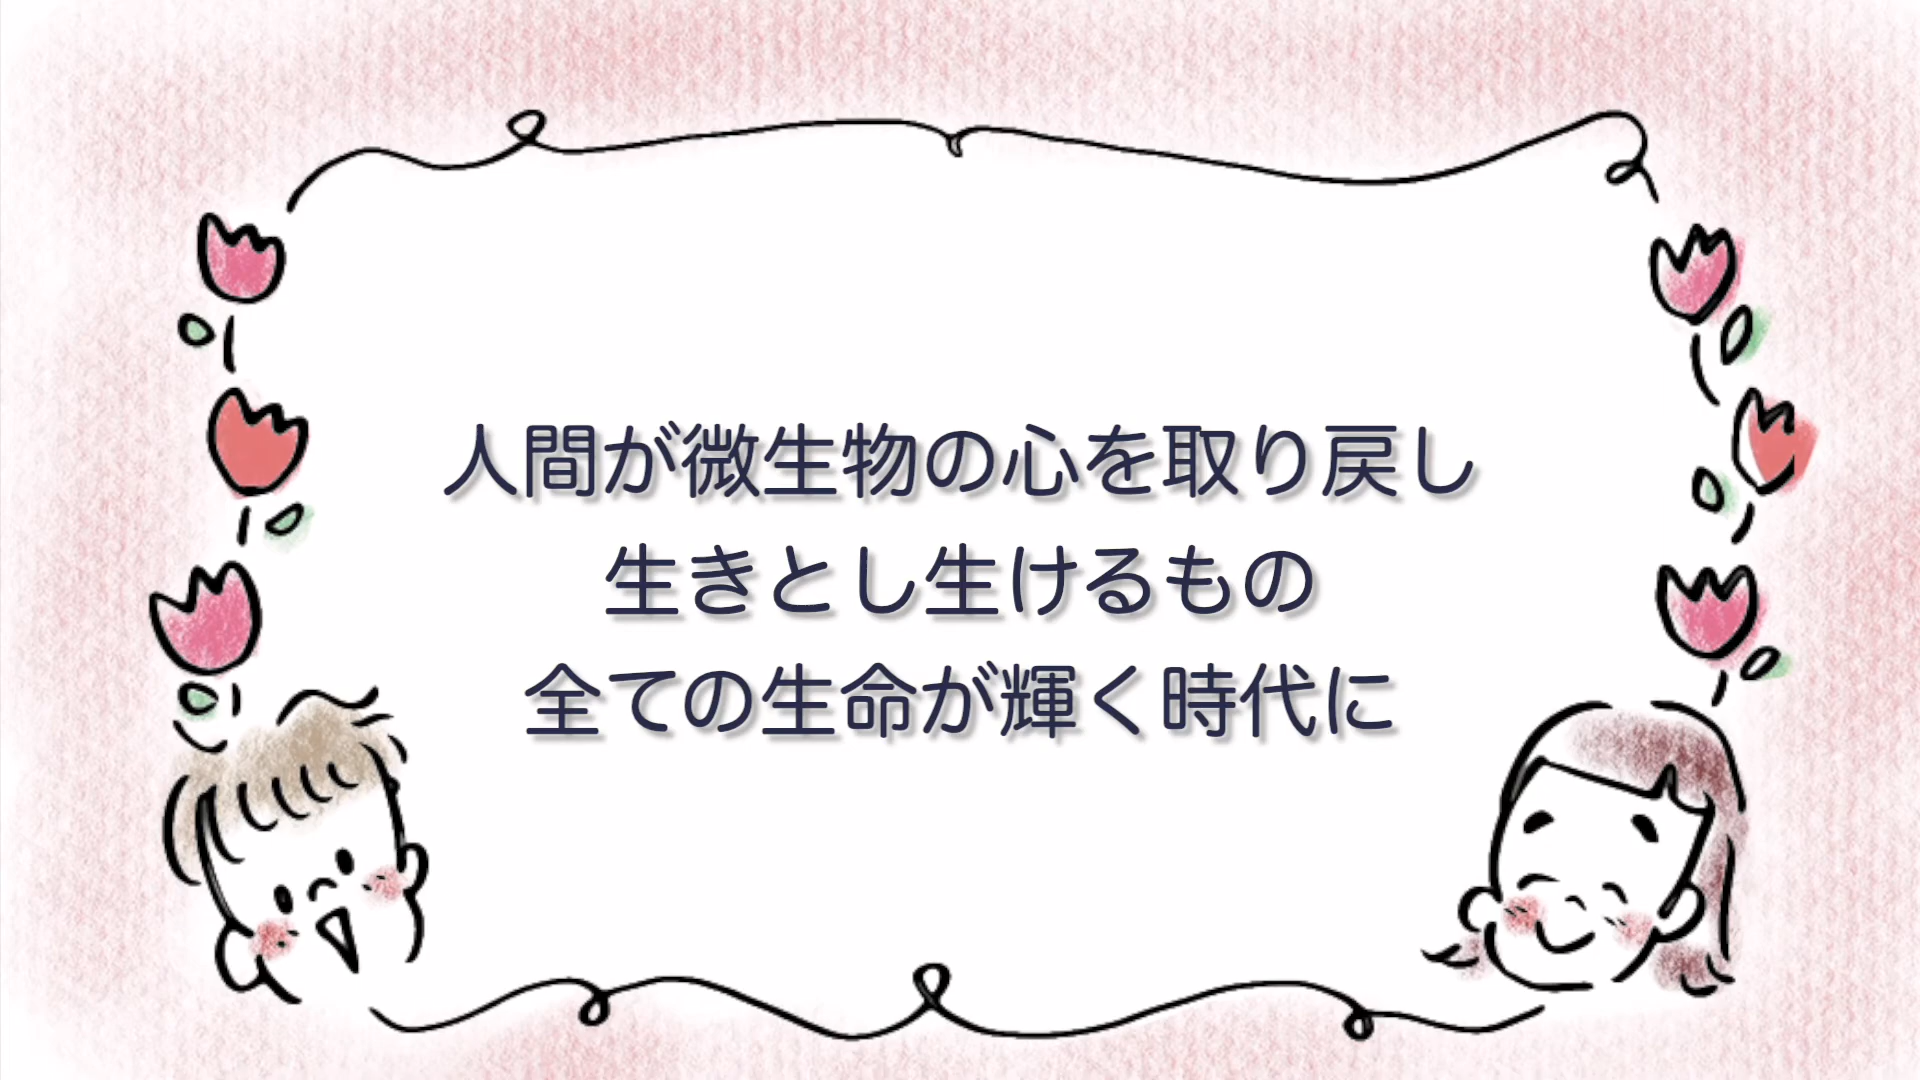 人間が微生物の心を取り戻し
生きとし生けるもの
全ての生命が輝く時代に